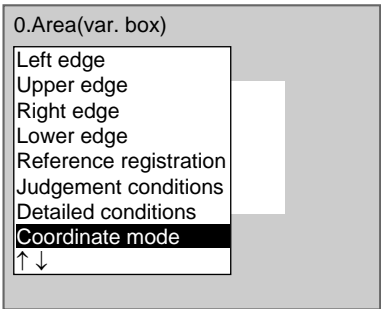 0.Area(var. box)
Left edge
Upper edge
Right edge
Lower edge
Reference registration
Judgement conditions
Detailed conditions
Coordinate mode
↑↓